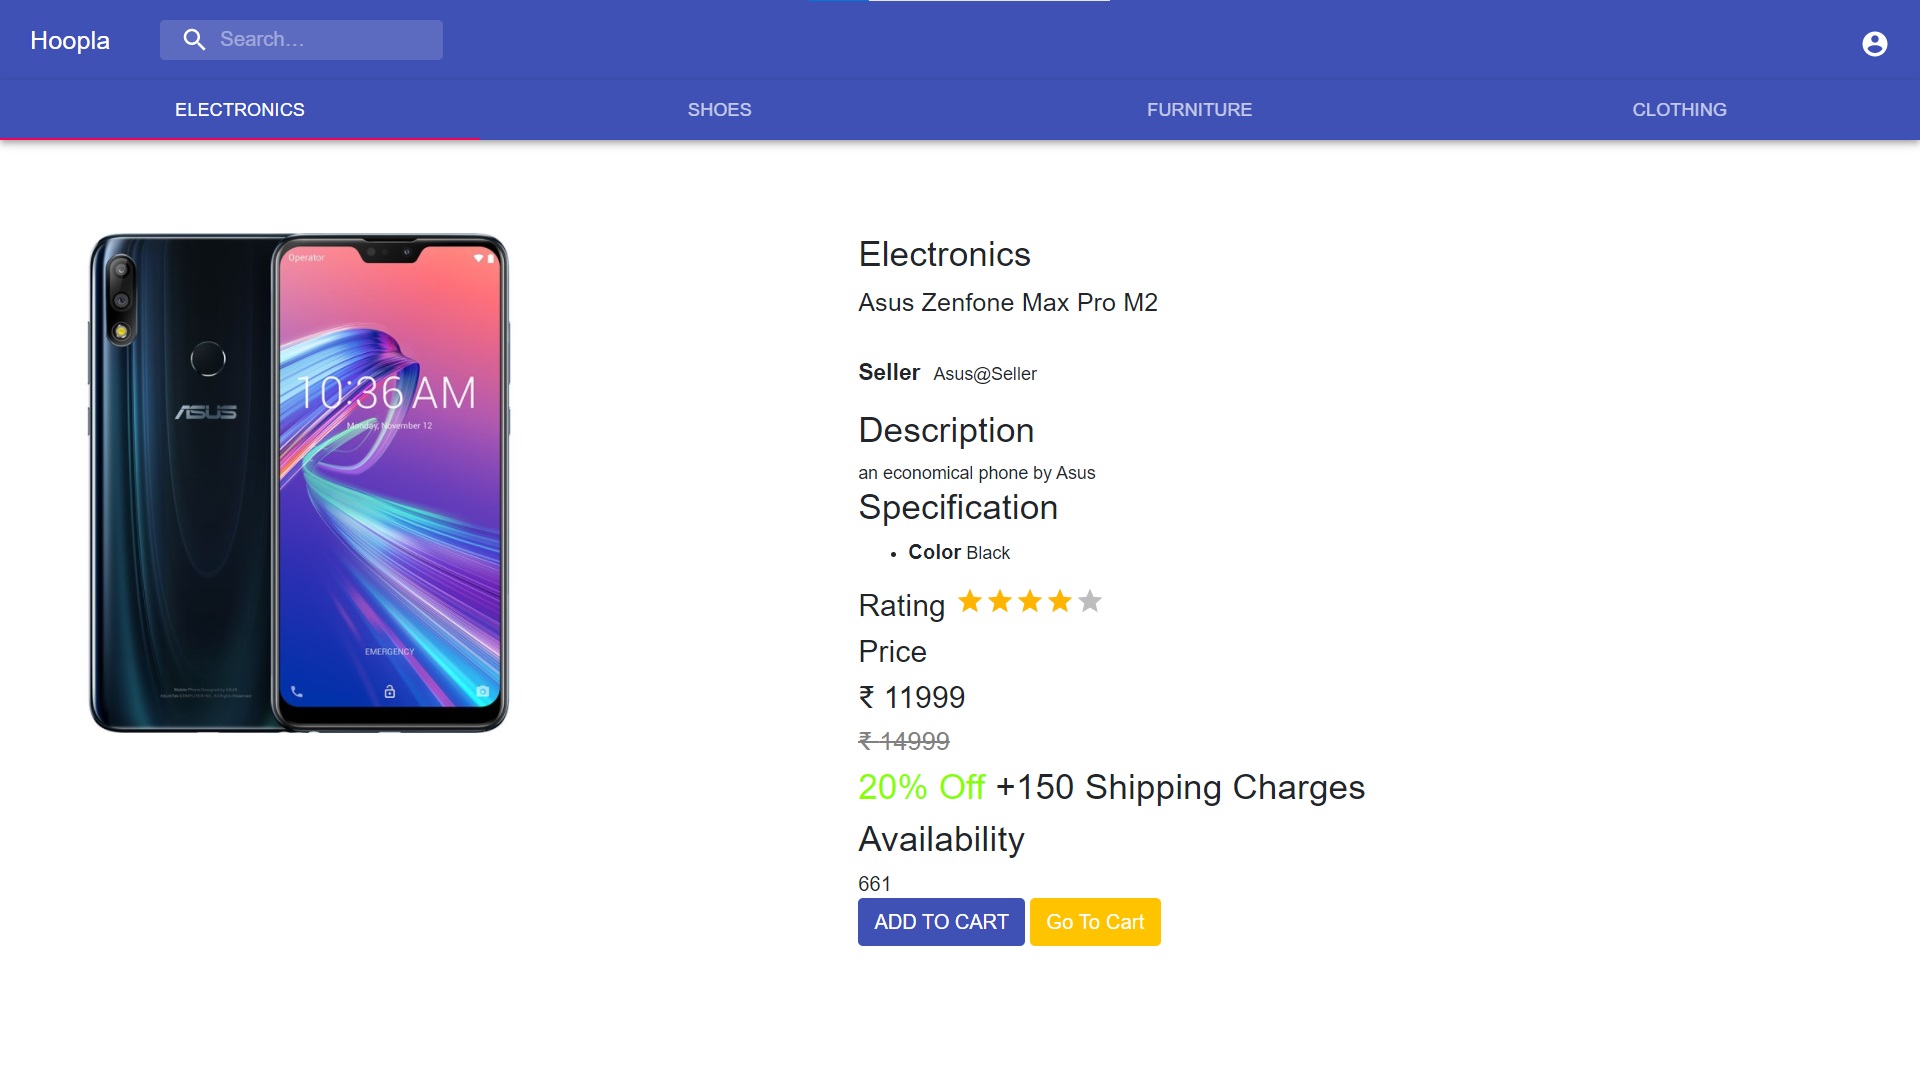 Hoopla
Search...
ELECTRONICS
SHOES
FURNITURE
CLOTHING
Operator
10:36 AM
Monday, November 12
ASUS
EMERGENCY
Electronics
Asus Zenfone Max Pro M2
Seller Asus@Seller
Description
an economical phone by Asus
Specification
• Color Black
Rating
Price
₹ 11999
₹ 14999
20% Off +150 Shipping Charges
Availability
661
ADD TO CART
Go To Cart